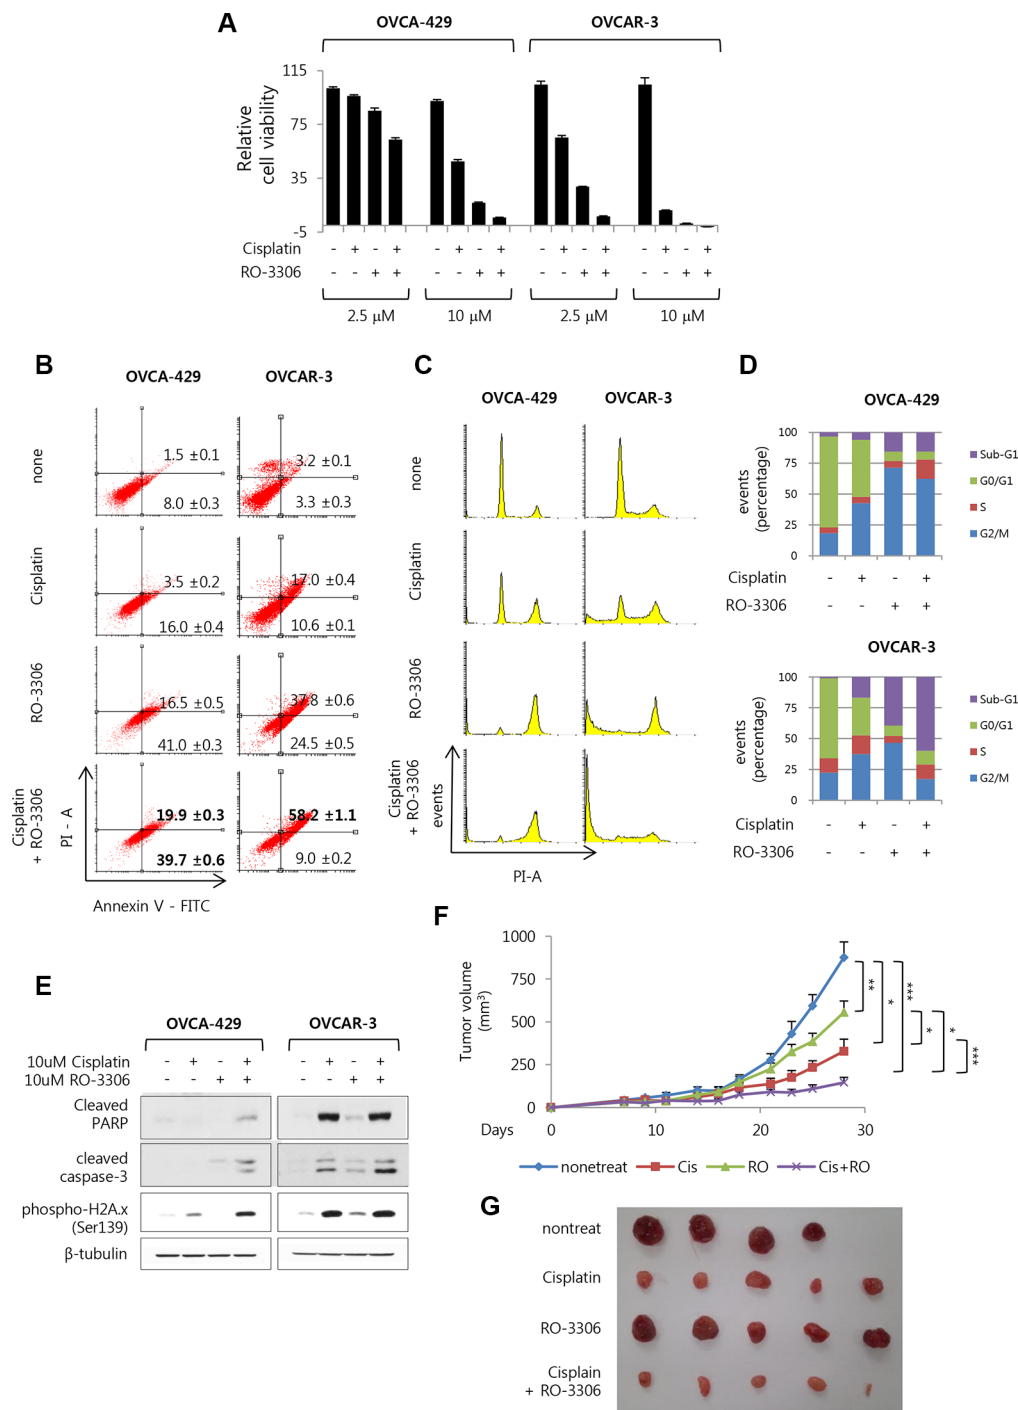 A
OVCA-429 OVCAR-3
Relative
cell viability
115
75
35
-5
Cisplatin - + - + - + - + - + - + - + - +
RO-3306 - - + + - - + + - - + + - - + +
2.5 μM 10 μM 2.5 μM 10 μM
B
OVCA-429 OVCAR-3
none
1.5 ±0.1 3.2 ±0.1
8.0 ±0.3 3.3 ±0.3
Cisplatin
3.5 ±0.2 17.0 ±0.4
16.0 ±0.4 10.6 ±0.1
RO-3306
16.5 ±0.5 37.8 ±0.6
41.0 ±0.3 24.5 ±0.5
Cisplatin
+ RO-3306
PI - A
19.9 ±0.3 58.2 ±1.1
39.7 ±0.6 9.0 ±0.2
Annexin V - FITC
C
OVCA-429 OVCAR-3
none
Cisplatin
RO-3306
Cisplatin
+ RO-3306
events
PI-A
D
OVCA-429
events
(percentage)
100
75
50
25
0
Sub-G1
G0/G1
S
G2/M
Cisplatin - + - +
RO-3306 - - + +
OVCAR-3
events
(percentage)
100
75
50
25
0
Sub-G1
G0/G1
S
G2/M
Cisplatin - + - +
RO-3306 - - + +
E
OVCA-429 OVCAR-3
10uM Cisplatin - + - + - + - +
10uM RO-3306 - - + + - - + +
Cleaved
PARP
cleaved
caspase-3
phospho-H2A.x
(Ser139)
β-tubulin
F
Tumor volume
(mm³)
1000
750
500
250
0
** * *** * * ***
Days 0 10 20 30
nonetreat Cis RO Cis+RO
G
nontreat
Cisplatin
RO-3306
Cisplain
+ RO-3306